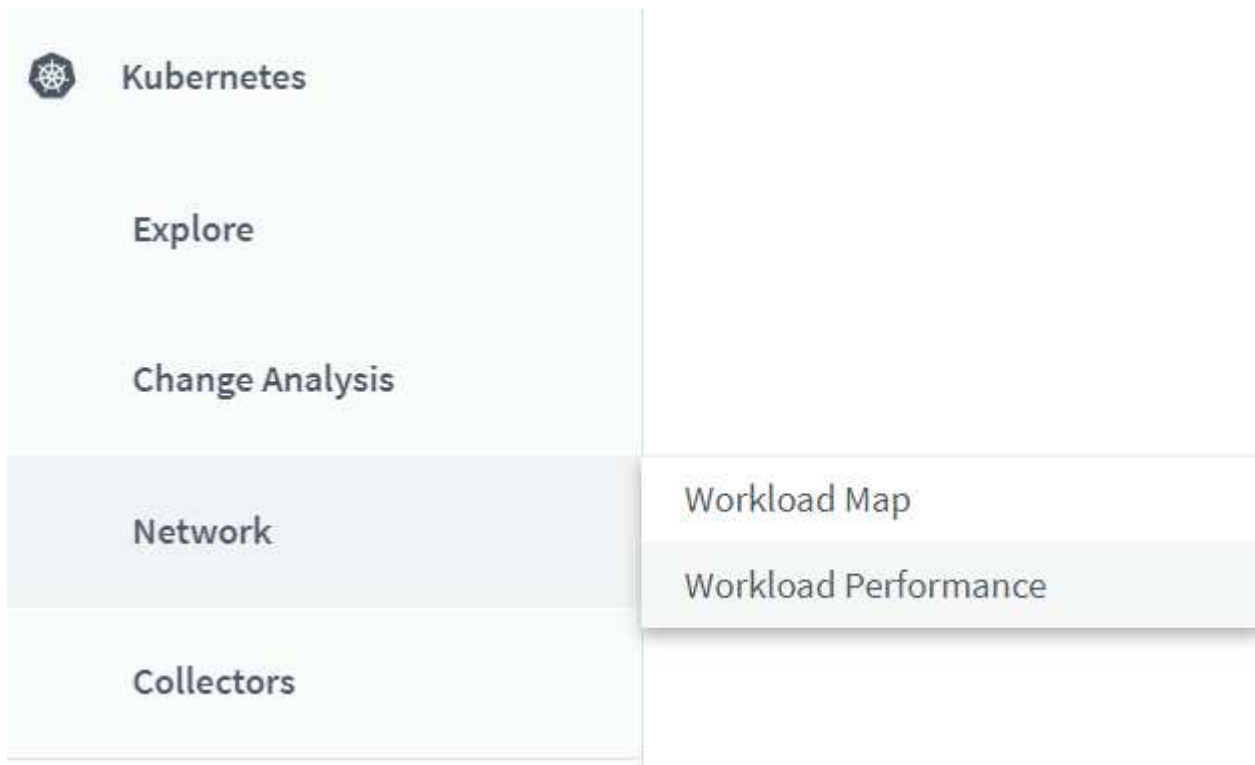 Kubernetes
Explore
Change Analysis
Network
Workload Map
Workload Performance
Collectors